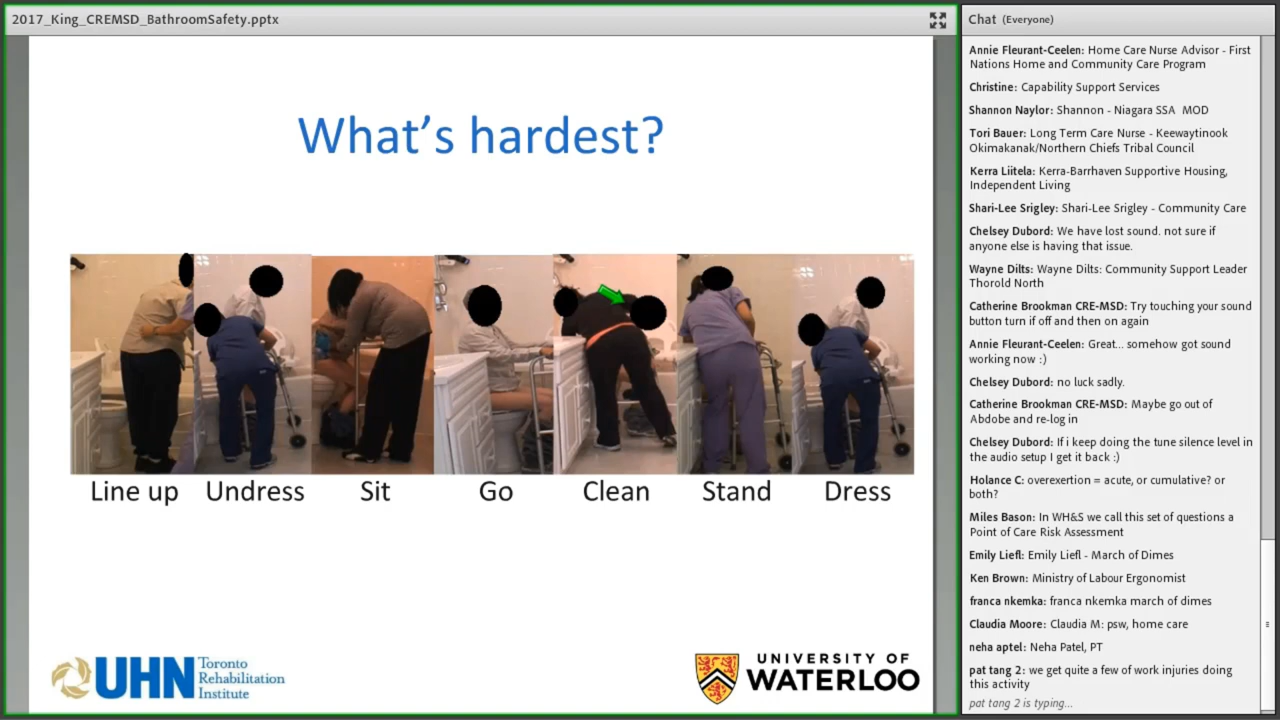 2017_King_CREMSD_BathroomSafety.pptx
What's hardest?
Line up Undress Sit Go Clean Stand Dress
UHN Toronto
Rehabilitation
Institute
UNIVERSITY OF
WATERLOO
Chat (Everyone)
Annie Fleurant-Ceelen: Home Care Nurse Advisor - First
Nations Home and Community Care Program
Christine: Capability Support Services
Shannon Naylor: Shannon - Niagara SSA MOD
Tori Bauer: Long Term Care Nurse - Keewaytinook
Okimakanak/Northern Chiefs Tribal Council
Kerra Liitela: Kerra-Barrhaven Supportive Housing,
Independent Living
Shari-Lee Srigley: Shari-Lee Srigley - Community Care
Chelsey Dubord: We have lost sound. not sure if
anyone else is having that issue.
Wayne Dilts: Wayne Dilts: Community Support Leader
Thorold North
Catherine Brookman CRE-MSD: Try touching your sound
button turn if off and then on again
Annie Fleurant-Ceelen: Great... somehow got sound
working now :)
Chelsey Dubord: no luck sadly.
Catherine Brookman CRE-MSD: Maybe go out of
Abdobe and re-log in
Chelsey Dubord: If i keep doing the tune silence level in
the audio setup I get it back :)
Holance C: overexertion = acute, or cumulative? or
both?
Miles Bason: In WH&S we call this set of questions a
Point of Care Risk Assessment
Emily Liefl: Emily Liefl - March of Dimes
Ken Brown: Ministry of Labour Ergonomist
franca nkemka: franca nkemka march of dimes
Claudia Moore: Claudia M: psw, home care
neha aptel: Neha Patel, PT
pat tang 2: we get quite a few of work injuries doing
this activity
pat tang 2 is typing...